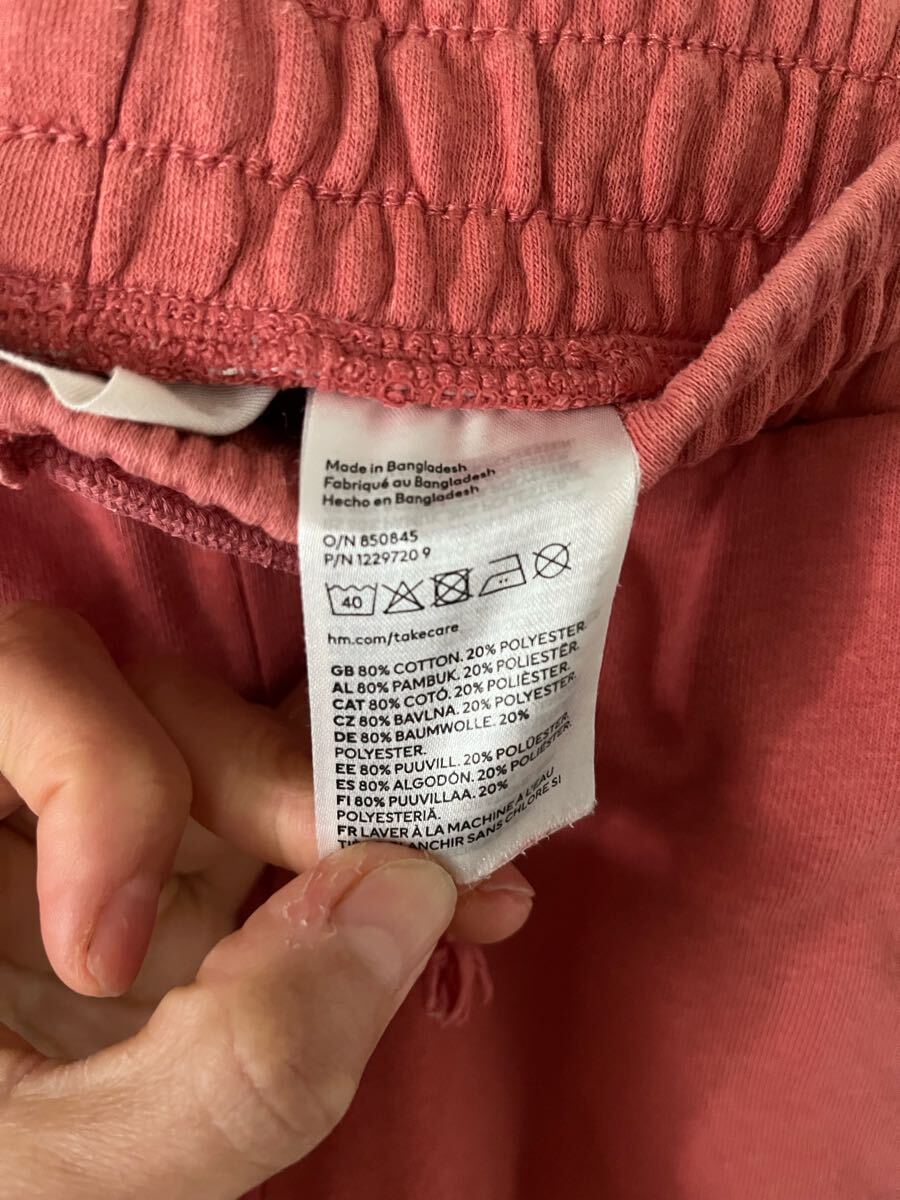 Made in Bangladesh
Fabriqué au Bangladesh
Hecho en Bangladesh
O/N 850845
P/N 1229720 9
40
hm.com/takecare
GB 80% COTTON. 20% POLYESTER.
AL 80% PAMBUK. 20% POLIESTËR.
CAT 80% COTÓ. 20% POLIÈSTER.
CZ 80% BAVLNA. 20% POLYESTER.
DE 80% BAUMWOLLE. 20%
POLYESTER.
EE 80% PUUVILL. 20% POLÜESTER.
ES 80% ALGODÓN. 20% POLIÉSTER.
FI 80% PUUVILLAA. 20%
POLYESTERIÄ.
FR LAVER À LA MACHINE À L'EAU
SANS CHLORE SI